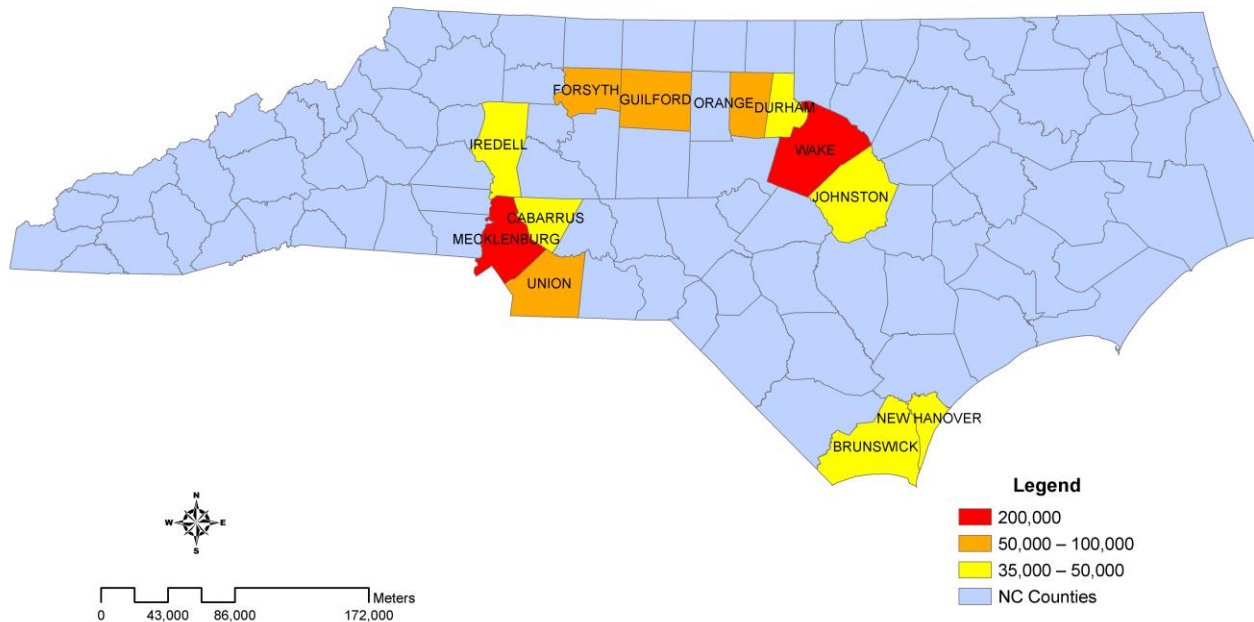 FORSYTH
GUILFORD
ORANGE
DURHAM
IREDELL
WAKE
JOHNSTON
CABARRUS
MECKLENBURG
UNION
NEW HANOVER
BRUNSWICK
N
W E
S
Meters
0 43,000 86,000 172,000
Legend
200,000
50,000 – 100,000
35,000 – 50,000
NC Counties